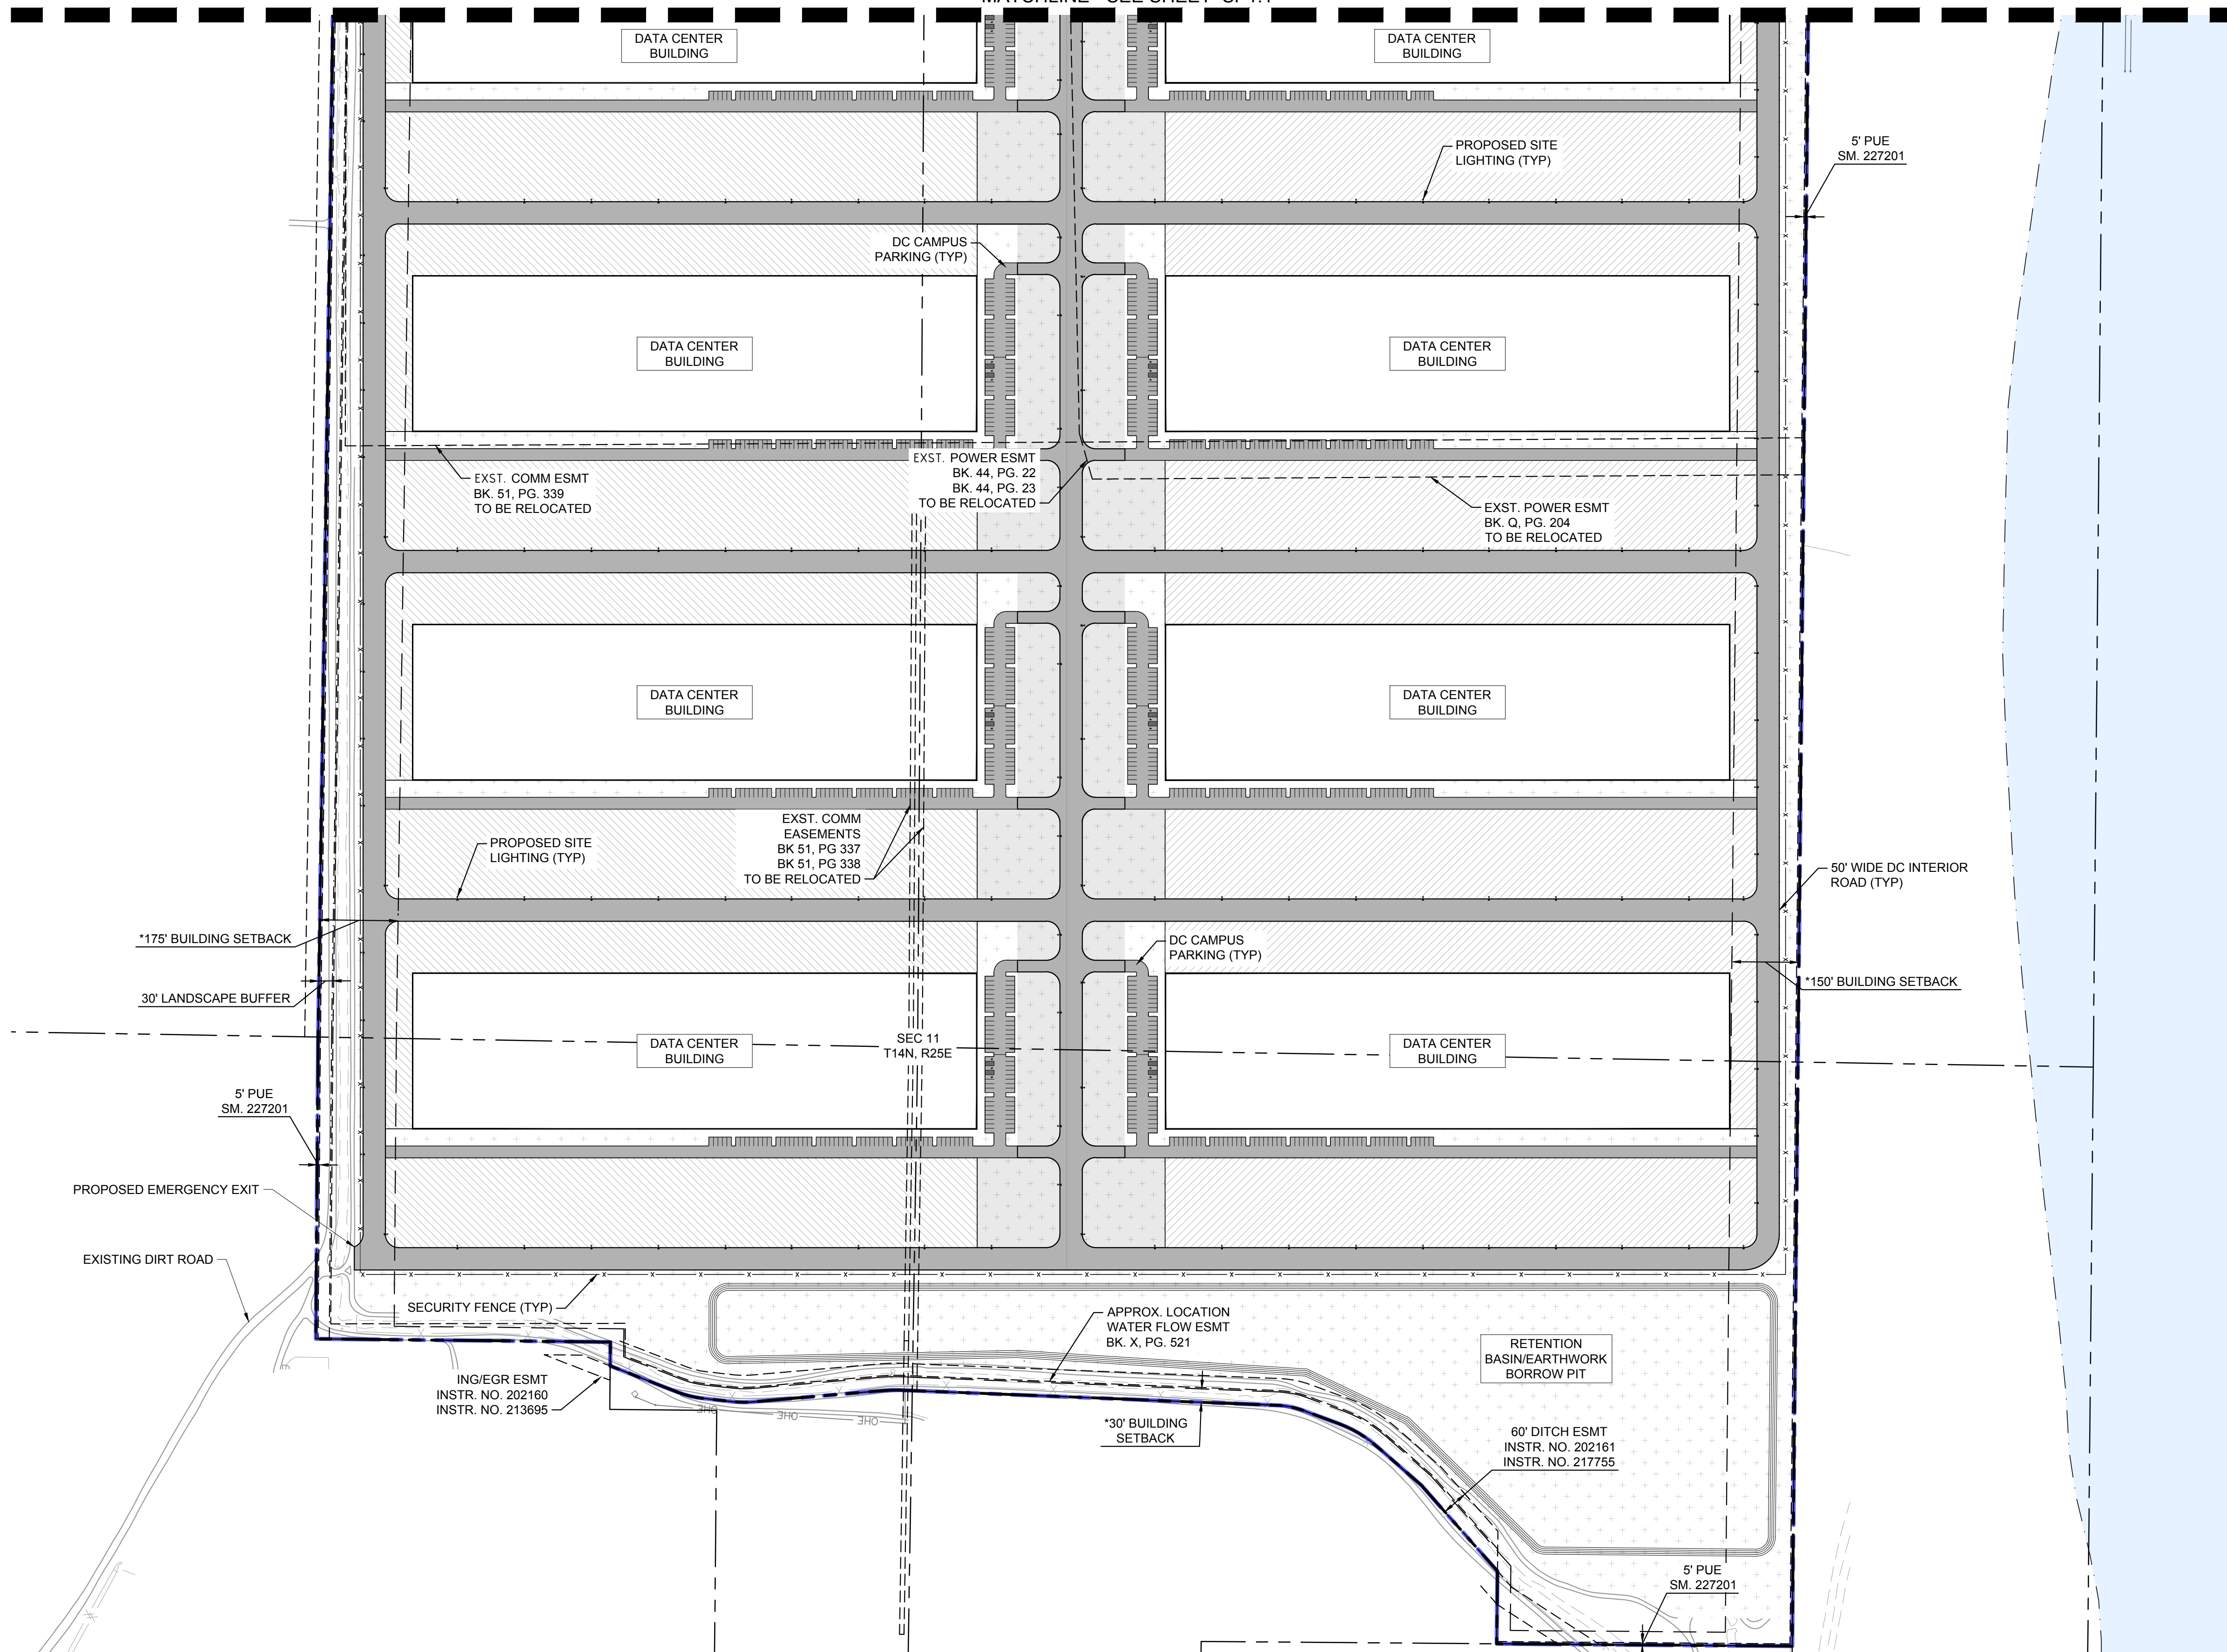 DATA CENTER
BUILDING
DATA CENTER
BUILDING
PROPOSED SITE
LIGHTING (TYP)
5' PUE
SM. 227201
DC CAMPUS
PARKING (TYP)
DATA CENTER
BUILDING
DATA CENTER
BUILDING
EXST. COMM ESMT
BK. 51, PG. 339
TO BE RELOCATED
EXST. POWER ESMT
BK. 44, PG. 22
BK. 44, PG. 23
TO BE RELOCATED
EXST. POWER ESMT
BK. Q, PG. 204
TO BE RELOCATED
DATA CENTER
BUILDING
DATA CENTER
BUILDING
PROPOSED SITE
LIGHTING (TYP)
EXST. COMM
EASEMENTS
BK 51, PG 337
BK 51, PG 338
TO BE RELOCATED
50' WIDE DC INTERIOR
ROAD (TYP)
*175' BUILDING SETBACK
DC CAMPUS
PARKING (TYP)
30' LANDSCAPE BUFFER
*150' BUILDING SETBACK
DATA CENTER
BUILDING
SEC 11
T14N, R25E
DATA CENTER
BUILDING
5' PUE
SM. 227201
PROPOSED EMERGENCY EXIT
EXISTING DIRT ROAD
SECURITY FENCE (TYP)
APPROX. LOCATION
WATER FLOW ESMT
BK. X, PG. 521
RETENTION
BASIN/EARTHWORK
BORROW PIT
ING/EGR ESMT
INSTR. NO. 202160
INSTR. NO. 213695
OHE
OHE
OHE
*30' BUILDING
SETBACK
60' DITCH ESMT
INSTR. NO. 202161
INSTR. NO. 217755
5' PUE
SM. 227201